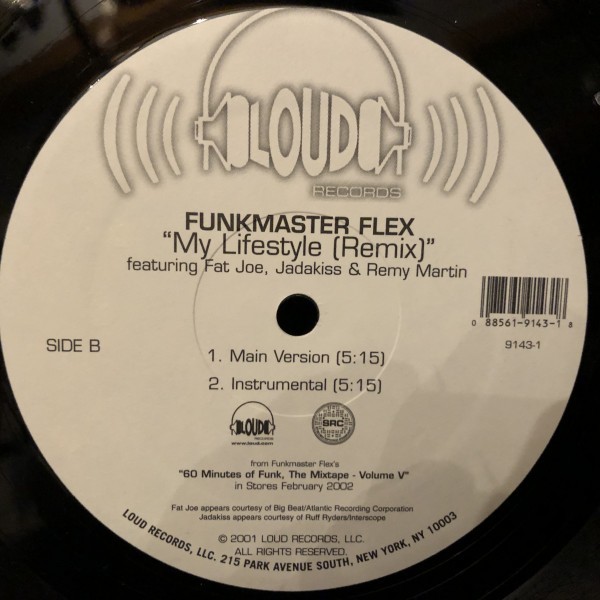 LOUD
RECORDS
FUNKMASTER FLEX
"My Lifestyle (Remix)"
featuring Fat Joe, Jadakiss & Remy Martin
0 88561-9143-1 8
SIDE B
9143-1
1. Main Version (5:15)
2. Instrumental (5:15)
LOUD
RECORDS
www.loud.com
SRC
from Funkmaster Flex's
"60 Minutes of Funk, The Mixtape - Volume V"
in Stores February 2002
Fat Joe appears courtesy of Big Beat/Atlantic Recording Corporation
Jadakiss appears courtesy of Ruff Ryders/Interscope
© 2001 LOUD RECORDS, LLC.
ALL RIGHTS RESERVED.
LOUD RECORDS, LLC. 215 PARK AVENUE SOUTH, NEW YORK, NY 10003